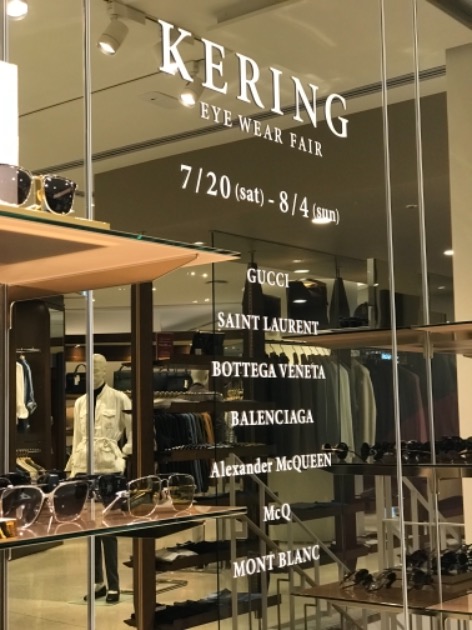 KERING
EYE WEAR FAIR
7/20 (sat) - 8/4 (sun)
GUCCI
SAINT LAURENT
BOTTEGA VENETA
BALENCIAGA
Alexander McQUEEN
McQ
MONT BLANC